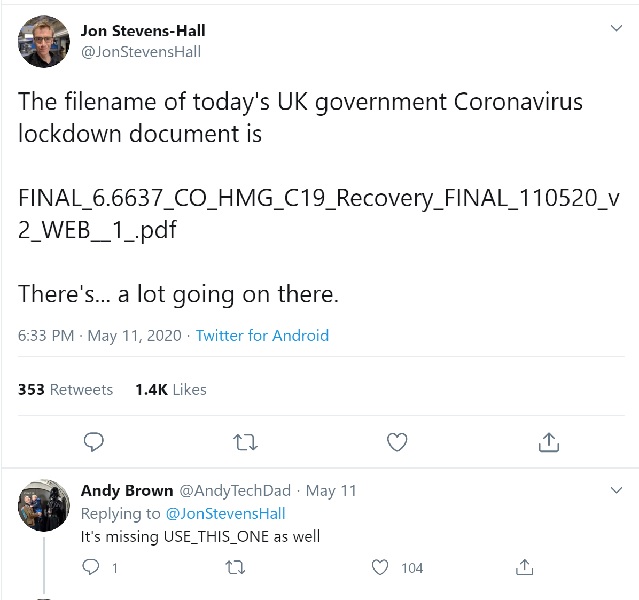 Jon Stevens-Hall
@JonStevensHall
The filename of today's UK government Coronavirus
lockdown document is
FINAL_6.6637_CO_HMG_C19_Recovery_FINAL_110520_v
2_WEB__1_.pdf
There's... a lot going on there.
6:33 PM · May 11, 2020 · Twitter for Android
353 Retweets 1.4K Likes
Andy Brown @AndyTechDad · May 11
Replying to @JonStevensHall
It's missing USE_THIS_ONE as well
1 104